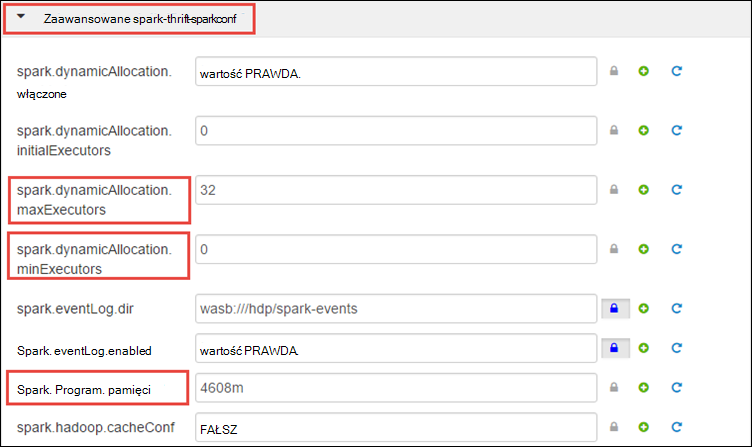 Zaawansowane spark-thrift-sparkconf
spark.dynamicAllocation.
włączone
wartość PRAWDA.
spark.dynamicAllocation.
initialExecutors
0
spark.dynamicAllocation.
maxExecutors
32
spark.dynamicAllocation.
minExecutors
0
spark.eventLog.dir
wasb:///hdp/spark-events
Spark. eventLog.enabled
wartość PRAWDA.
Spark. Program. pamięci
4608m
spark.hadoop.cacheConf
FAŁSZ